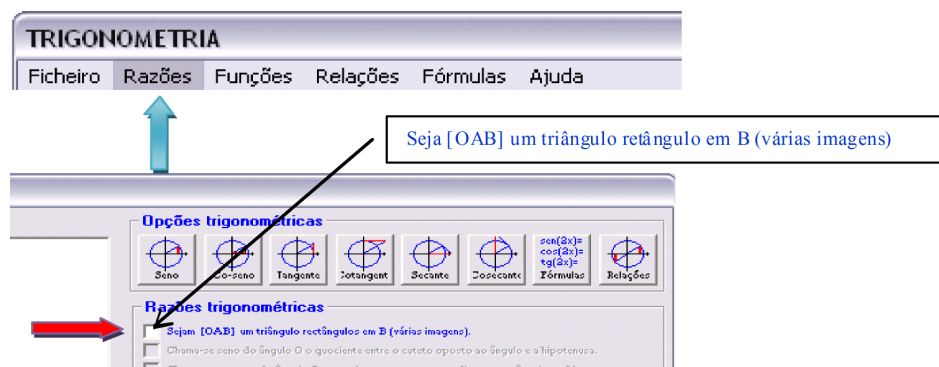 TRIGONOMETRIA
Ficheiro Razões Funções Relações Fórmulas Ajuda
Seja [OAB] um triângulo retângulo em B (várias imagens)
Opções trigonométricas
sen(2x)=
cos(2x)=
tg(2x)=
Seno Co-seno Tangente Cotangent Secante Cosecante Fórmulas Relações
Razões trigonométricas
Sejam [OAB] um triângulo rectângulos em B (várias imagens).
Chama-se seno do ângulo O o quociente entre o cateto oposto ao ângulo e a hipotenusa.